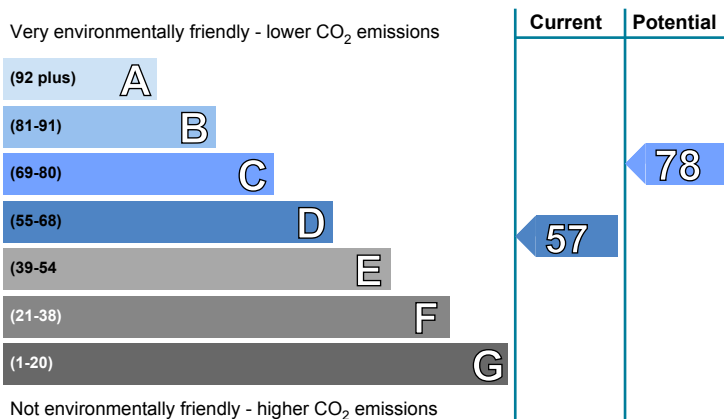 Current Potential
Very environmentally friendly - lower CO2 emissions
(92 plus) A
(81-91) B
(69-80) C
78
(55-68) D
57
(39-54 E
(21-38) F
(1-20) G
Not environmentally friendly - higher CO2 emissions